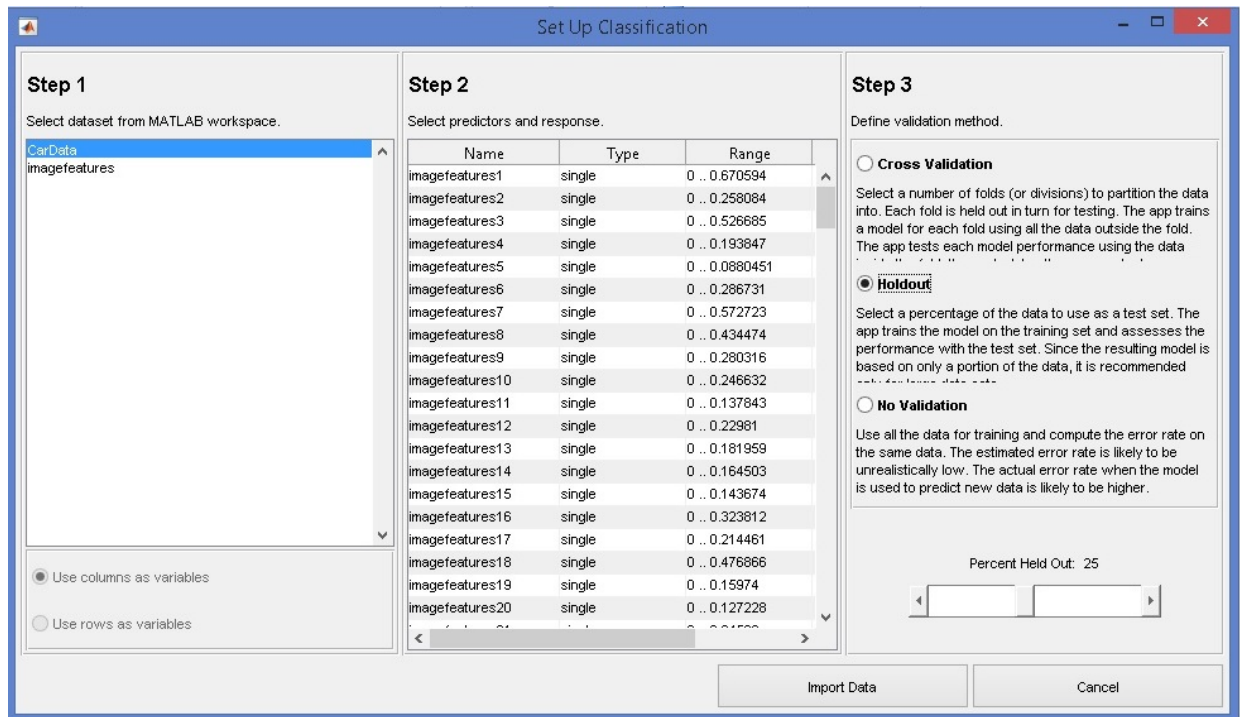 Set Up Classification
Step 1
Select dataset from MATLAB workspace.
CarData
imagefeatures
Use columns as variables
Use rows as variables
Step 2
Select predictors and response.
Name Type Range
imagefeatures1 single 0 .. 0.670594
imagefeatures2 single 0 .. 0.258084
imagefeatures3 single 0 .. 0.526685
imagefeatures4 single 0 .. 0.193847
imagefeatures5 single 0 .. 0.0880451
imagefeatures6 single 0 .. 0.286731
imagefeatures7 single 0 .. 0.572723
imagefeatures8 single 0 .. 0.434474
imagefeatures9 single 0 .. 0.280316
imagefeatures10 single 0 .. 0.246632
imagefeatures11 single 0 .. 0.137843
imagefeatures12 single 0 .. 0.22981
imagefeatures13 single 0 .. 0.181959
imagefeatures14 single 0 .. 0.164503
imagefeatures15 single 0 .. 0.143674
imagefeatures16 single 0 .. 0.323812
imagefeatures17 single 0 .. 0.214461
imagefeatures18 single 0 .. 0.476866
imagefeatures19 single 0 .. 0.15974
imagefeatures20 single 0 .. 0.127228
Step 3
Define validation method.
Cross Validation
Select a number of folds (or divisions) to partition the data
into. Each fold is held out in turn for testing. The app trains
a model for each fold using all the data outside the fold.
The app tests each model performance using the data
Holdout
Select a percentage of the data to use as a test set. The
app trains the model on the training set and assesses the
performance with the test set. Since the resulting model is
based on only a portion of the data, it is recommended
No Validation
Use all the data for training and compute the error rate on
the same data. The estimated error rate is likely to be
unrealistically low. The actual error rate when the model
is used to predict new data is likely to be higher.
Percent Held Out: 25
Import Data
Cancel